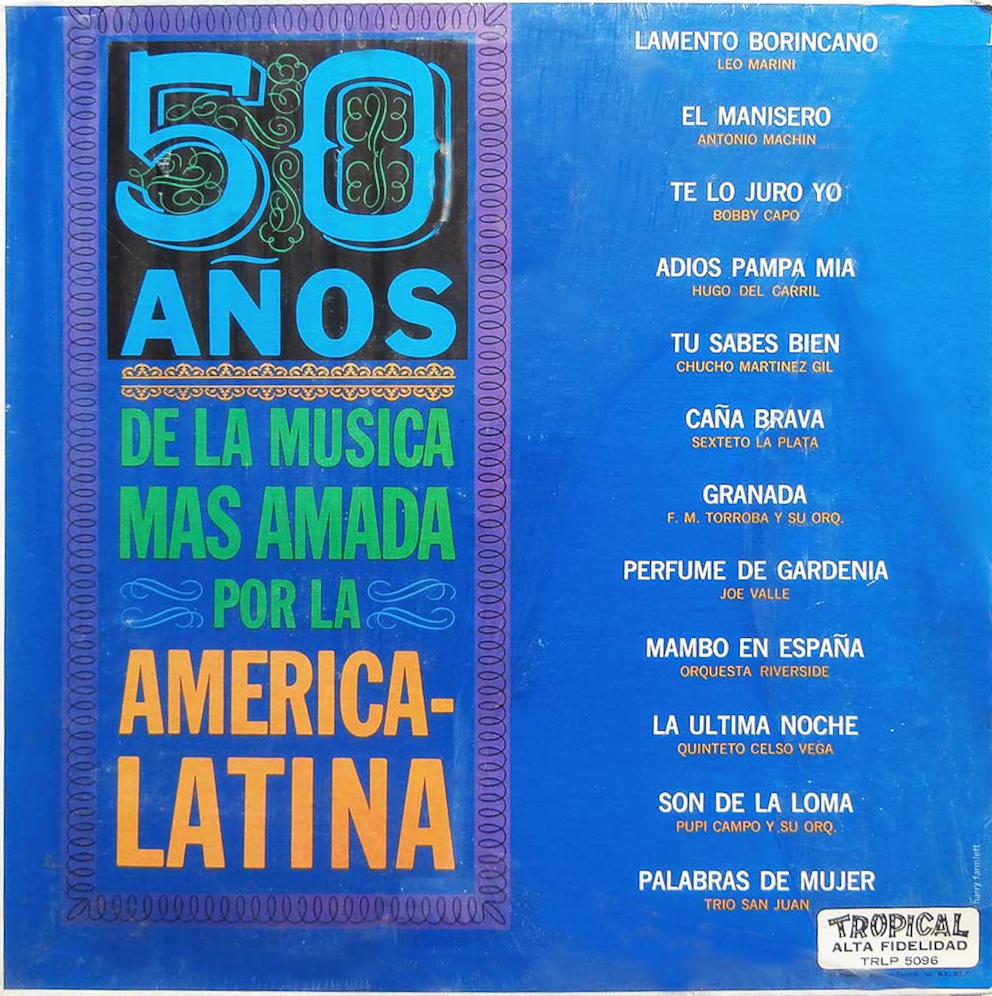 50
AÑOS
DE LA MUSICA
MAS AMADA
POR LA
AMERICA-
LATINA
LAMENTO BORINCANO
LEO MARINI
EL MANISERO
ANTONIO MACHIN
TE LO JURO YO
BOBBY CAPO
ADIOS PAMPA MIA
HUGO DEL CARRIL
TU SABES BIEN
CHUCHO MARTINEZ GIL
CAÑA BRAVA
SEXTETO LA PLATA
GRANADA
F. M. TORROBA Y SU ORQ.
PERFUME DE GARDENIA
JOE VALLE
MAMBO EN ESPAÑA
ORQUESTA RIVERSIDE
LA ULTIMA NOCHE
QUINTETO CELSO VEGA
SON DE LA LOMA
PUPI CAMPO Y SU ORQ.
PALABRAS DE MUJER
TRIO SAN JUAN
harry farmlett
TROPICAL
ALTA FIDELIDAD
TRLP 5096